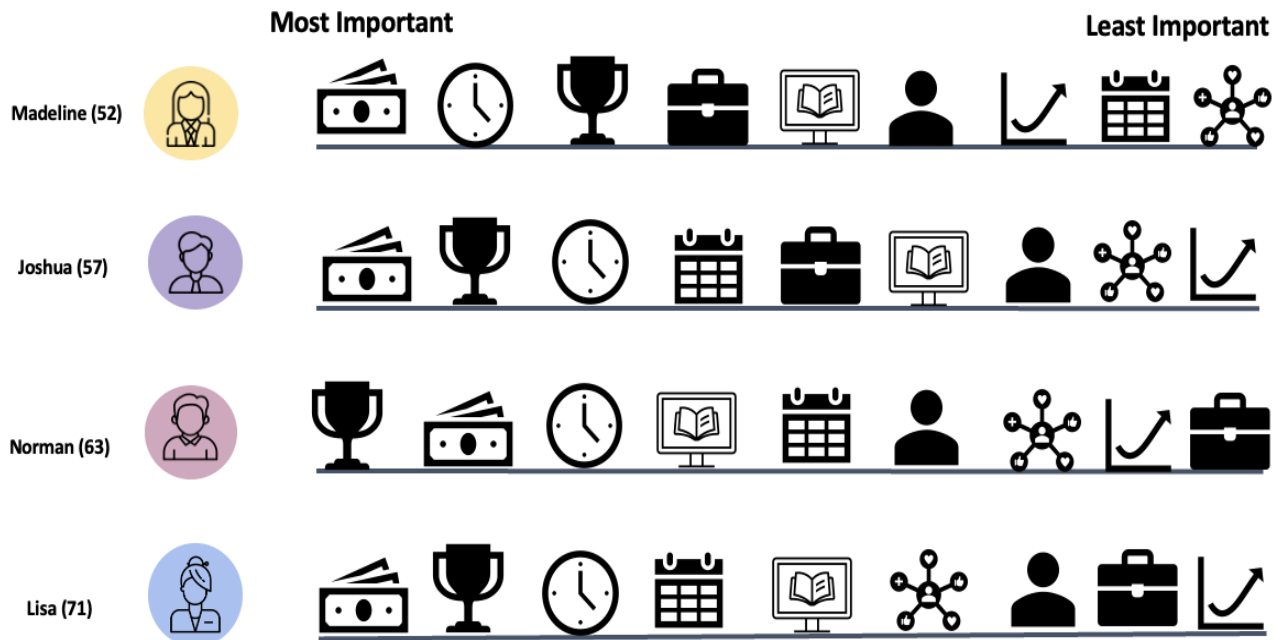 Most Important
Least Important
Madeline (52)
Joshua (57)
Norman (63)
Lisa (71)